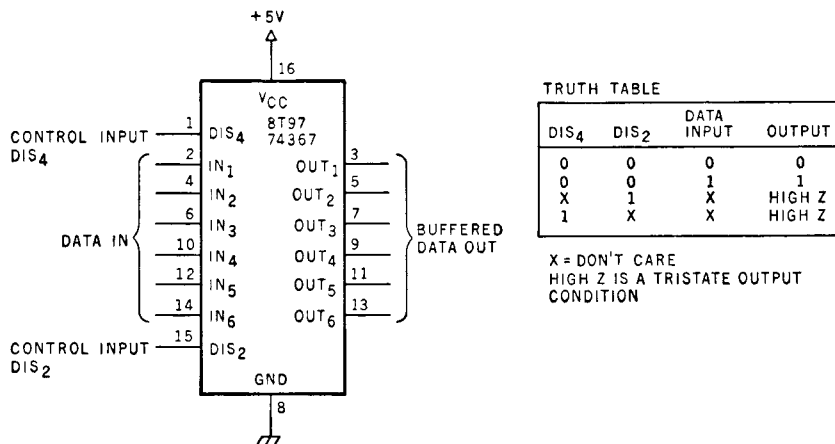 +5V
16
VCC
8T97
74367
CONTROL INPUT
DIS4
1
DIS4
2
IN1
4
IN2
6
IN3
10
IN4
12
IN5
14
IN6
15
DIS2
DATA IN
CONTROL INPUT
DIS2
OUT1
3
OUT2
5
OUT3
7
OUT4
9
OUT5
11
OUT6
13
BUFFERED
DATA OUT
GND
8
TRUTH TABLE
DIS4 DIS2 DATA INPUT OUTPUT
0 0 0 0
0 0 1 1
X 1 X HIGH Z
1 X X HIGH Z
X = DON'T CARE
HIGH Z IS A TRISTATE OUTPUT
CONDITION